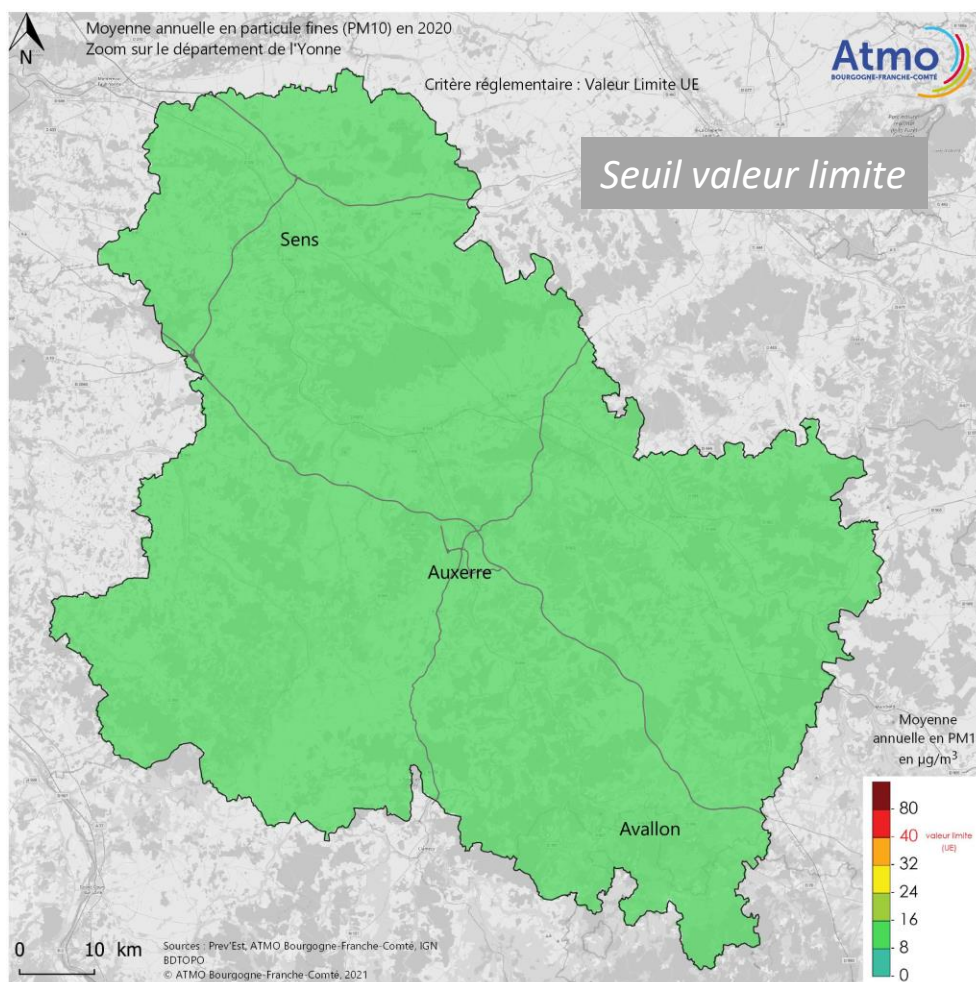 Moyenne annuelle en particule fines (PM10) en 2020
Zoom sur le département de l'Yonne
N
Critère réglementaire : Valeur Limite UE
Atmo
BOURGOGNE-FRANCHE-COMTÉ
Seuil valeur limite
Sens
Auxerre
Avallon
Moyenne
annuelle en PM1
en µg/m³
80
40 valeur limite
(UE)
32
24
16
8
0
0 10 km
Sources : Prev'Est, ATMO Bourgogne-Franche-Comté, IGN
BDTOPO
© ATMO Bourgogne-Franche-Comté, 2021